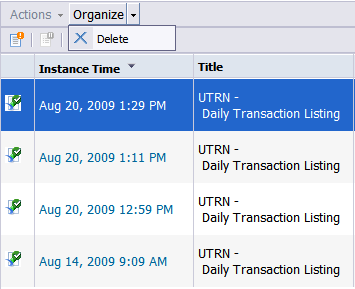 Actions Organize
Delete
Instance Time Title
Aug 20, 2009 1:29 PM UTRN -
Daily Transaction Listing
Aug 20, 2009 1:11 PM UTRN -
Daily Transaction Listing
Aug 20, 2009 12:59 PM UTRN -
Daily Transaction Listing
Aug 14, 2009 9:09 AM UTRN -
Daily Transaction Listing